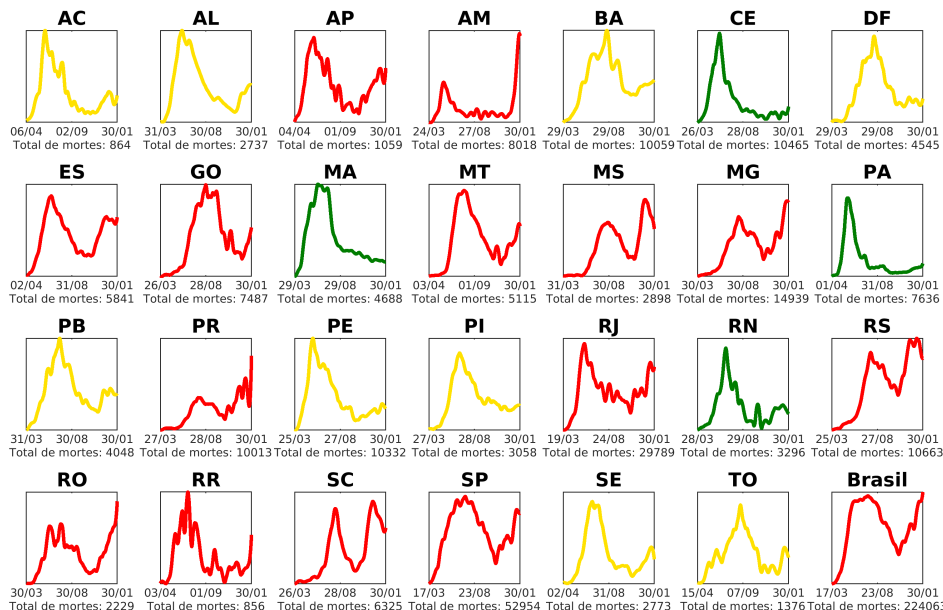 AC AL AP AM BA CE DF
06/04 02/09 30/01 31/03 30/08 30/01 04/04 01/09 30/01 24/03 27/08 30/01 29/03 29/08 30/01 26/03 28/08 30/01 29/03 29/08 30/01
Total de mortes: 864 Total de mortes: 2737 Total de mortes: 1059 Total de mortes: 8018 Total de mortes: 10059 Total de mortes: 10465 Total de mortes: 4545
ES GO MA MT MS MG PA
02/04 31/08 30/01 26/03 28/08 30/01 29/03 29/08 30/01 03/04 01/09 30/01 31/03 30/08 30/01 30/03 30/08 30/01 01/04 31/08 30/01
Total de mortes: 5841 Total de mortes: 7487 Total de mortes: 4688 Total de mortes: 5115 Total de mortes: 2898 Total de mortes: 14939 Total de mortes: 7636
PB PR PE PI RJ RN RS
31/03 30/08 30/01 27/03 28/08 30/01 25/03 27/08 30/01 27/03 28/08 30/01 19/03 24/08 30/01 28/03 29/08 30/01 25/03 27/08 30/01
Total de mortes: 4048 Total de mortes: 10013 Total de mortes: 10332 Total de mortes: 3058 Total de mortes: 29789 Total de mortes: 3296 Total de mortes: 10663
RO RR SC SP SE TO Brasil
30/03 30/08 30/01 03/04 01/09 30/01 26/03 28/08 30/01 17/03 23/08 30/01 02/04 31/08 30/01 15/04 07/09 30/01 17/03 23/08 30/01
Total de mortes: 2229 Total de mortes: 856 Total de mortes: 6325 Total de mortes: 52954 Total de mortes: 2773 Total de mortes: 1376 Total de mortes: